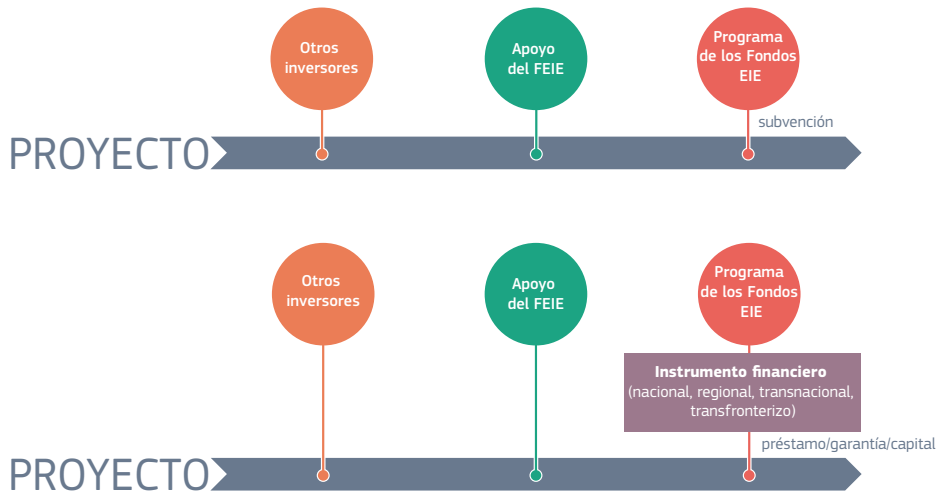 Otros
inversores
Apoyo
del FEIE
Programa
de los Fondos
EIE
subvención
PROYECTO
Otros
inversores
Apoyo
del FEIE
Programa
de los Fondos
EIE
Instrumento financiero
(nacional, regional, transnacional,
transfronterizo)
préstamo/garantía/capital
PROYECTO